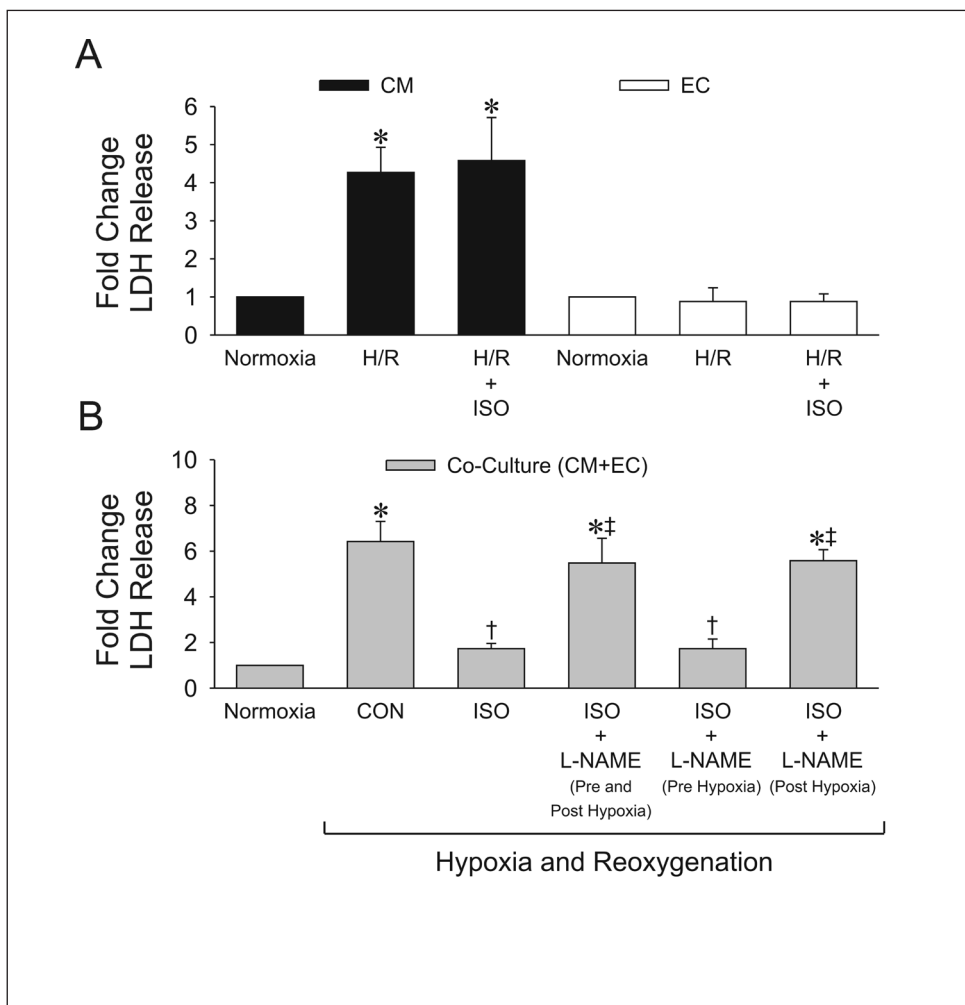 A
CM
EC
Fold Change
LDH Release
6
5
4
3
2
1
0
*
*
Normoxia
H/R
H/R
+
ISO
Normoxia
H/R
H/R
+
ISO
B
Co-Culture (CM+EC)
Fold Change
LDH Release
10
8
6
4
2
0
*
†
*‡
†
*‡
Normoxia
CON
ISO
ISO
+
L-NAME
(Pre and
Post Hypoxia)
ISO
+
L-NAME
(Pre Hypoxia)
ISO
+
L-NAME
(Post Hypoxia)
Hypoxia and Reoxygenation